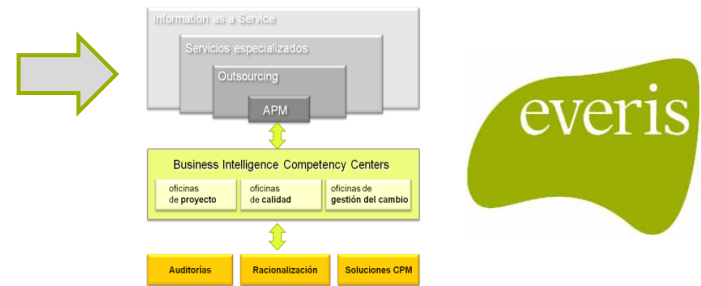 Information as a Service
Servicios especializados
Outsourcing
APM
everis
Business Intelligence Competency Centers
oficinas
de proyecto
oficinas
de calidad
oficinas de
gestión del cambio
Auditorías
Racionalización
Soluciones CPM